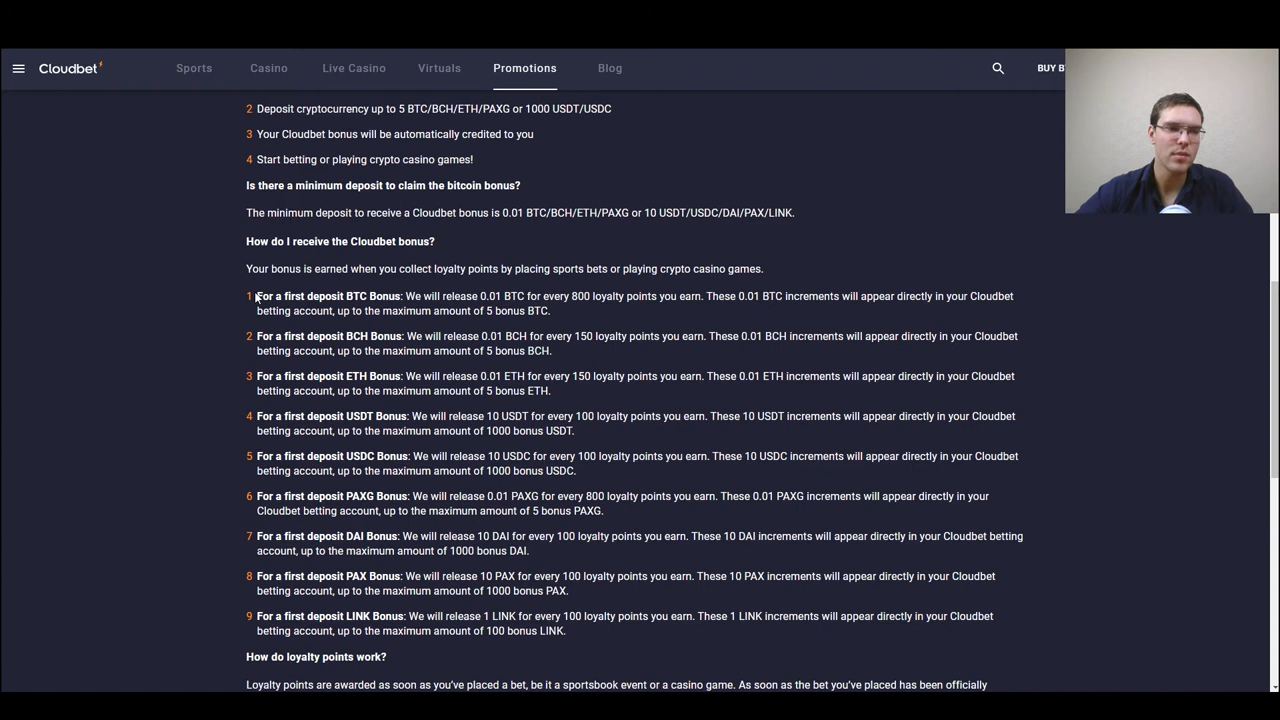 Cloudbet
Sports
Casino
Live Casino
Virtuals
Promotions
Blog
2 Deposit cryptocurrency up to 5 BTC/BCH/ETH/PAXG or 1000 USDT/USDC
3 Your Cloudbet bonus will be automatically credited to you
4 Start betting or playing crypto casino games!
Is there a minimum deposit to claim the bitcoin bonus?
The minimum deposit to receive a Cloudbet bonus is 0.01 BTC/BCH/ETH/PAXG or 10 USDT/USDC/DAI/PAX/LINK.
How do I receive the Cloudbet bonus?
Your bonus is earned when you collect loyalty points by placing sports bets or playing crypto casino games.
1 For a first deposit BTC Bonus: We will release 0.01 BTC for every 800 loyalty points you earn. These 0.01 BTC increments will appear directly in your Cloudbet
betting account, up to the maximum amount of 5 bonus BTC.
2 For a first deposit BCH Bonus: We will release 0.01 BCH for every 150 loyalty points you earn. These 0.01 BCH increments will appear directly in your Cloudbet
betting account, up to the maximum amount of 5 bonus BCH.
3 For a first deposit ETH Bonus: We will release 0.01 ETH for every 150 loyalty points you earn. These 0.01 ETH increments will appear directly in your Cloudbet
betting account, up to the maximum amount of 5 bonus ETH.
4 For a first deposit USDT Bonus: We will release 10 USDT for every 100 loyalty points you earn. These 10 USDT increments will appear directly in your Cloudbet
betting account, up to the maximum amount of 1000 bonus USDT.
5 For a first deposit USDC Bonus: We will release 10 USDC for every 100 loyalty points you earn. These 10 USDC increments will appear directly in your Cloudbet
betting account, up to the maximum amount of 1000 bonus USDC.
6 For a first deposit PAXG Bonus: We will release 0.01 PAXG for every 800 loyalty points you earn. These 0.01 PAXG increments will appear directly in your
Cloudbet betting account, up to the maximum amount of 5 bonus PAXG.
7 For a first deposit DAI Bonus: We will release 10 DAI for every 100 loyalty points you earn. These 10 DAI increments will appear directly in your Cloudbet betting
account, up to the maximum amount of 1000 bonus DAI.
8 For a first deposit PAX Bonus: We will release 10 PAX for every 100 loyalty points you earn. These 10 PAX increments will appear directly in your Cloudbet
betting account, up to the maximum amount of 1000 bonus PAX.
9 For a first deposit LINK Bonus: We will release 1 LINK for every 100 loyalty points you earn. These 1 LINK increments will appear directly in your Cloudbet
betting account, up to the maximum amount of 100 bonus LINK.
How do loyalty points work?
Loyalty points are awarded as soon as you've placed a bet, be it a sportsbook event or a casino game. As soon as the bet you've placed has been officially
BUY